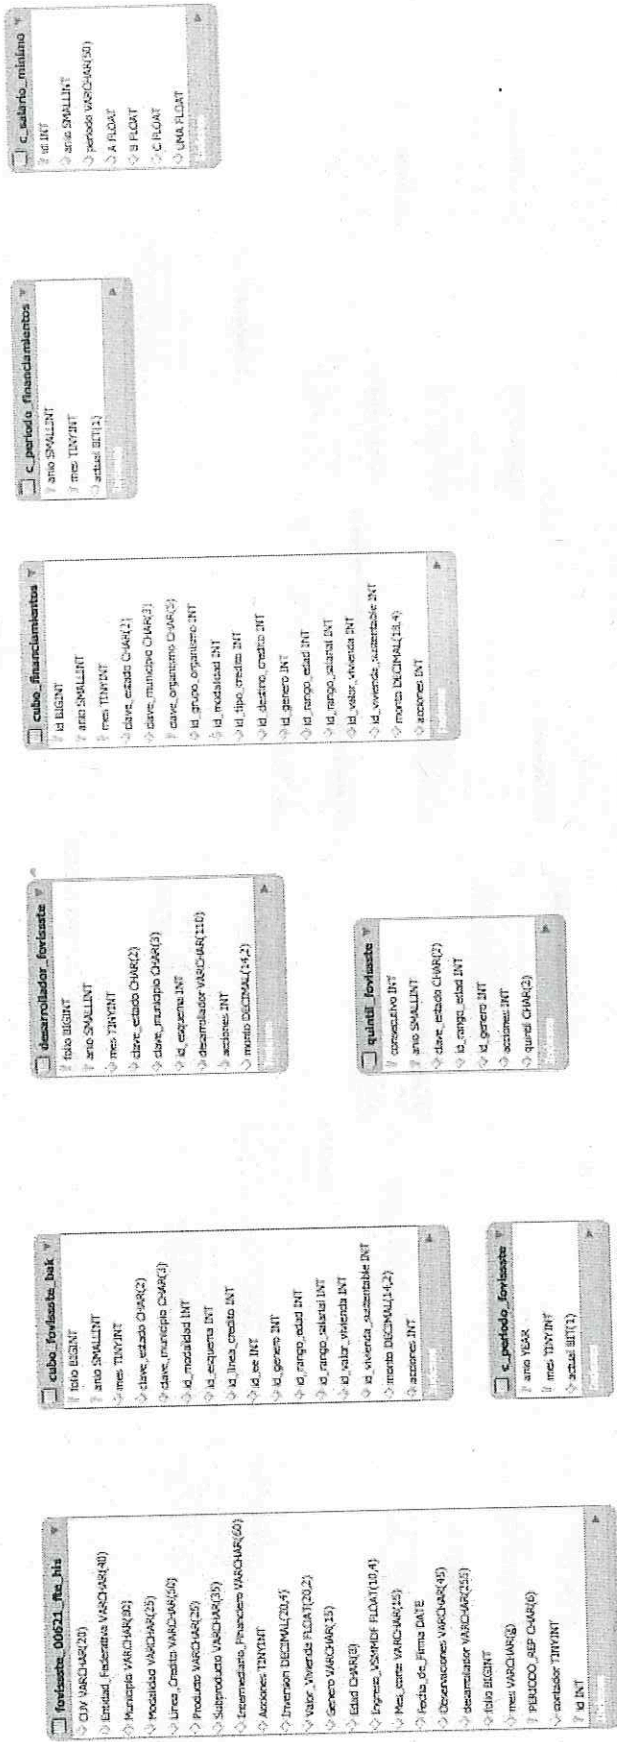 fovissste_00621_fte_his
CUV VARCHAR(20)
Entidad_Federativa VARCHAR(40)
Municipio VARCHAR(80)
Modalidad VARCHAR(25)
Linea_Credito VARCHAR(50)
Producto VARCHAR(25)
Subproducto VARCHAR(35)
Intermediario_Financiero VARCHAR(60)
Acciones TINYINT
Inversion DECIMAL(20,4)
Valor_Vivienda FLOAT(20,2)
Genero VARCHAR(15)
Edad CHAR(8)
Ingreso_VSMMDF FLOAT(10,4)
Mes_corte VARCHAR(15)
Fecha_de_Firma DATE
Observaciones VARCHAR(45)
desarrollador VARCHAR(255)
folio BIGINT
mes VARCHAR(8)
PERIODO_REP CHAR(6)
contador TINYINT
id INT
cubo_fovissste_bak
folio BIGINT
anio SMALLINT
mes TINYINT
clave_estado CHAR(2)
clave_municipio CHAR(3)
id_modalidad INT
id_esquema INT
id_linea_credito INT
id_ee INT
id_genero INT
id_rango_edad INT
id_rango_salarial INT
id_valor_vivienda INT
id_vivienda_sustentable INT
monto DECIMAL(14,2)
acciones INT
c_periodo_fovissste
anio YEAR
mes TINYINT
actual BIT(1)
desarrollador_fovissste
folio BIGINT
anio SMALLINT
mes TINYINT
clave_estado CHAR(2)
clave_municipio CHAR(3)
id_esquema INT
desarrollador VARCHAR(110)
acciones INT
monto DECIMAL(14,2)
quintil_fovissste
consecutivo INT
anio SMALLINT
clave_estado CHAR(2)
id_rango_edad INT
id_genero INT
acciones INT
quintil CHAR(2)
cubo_financiamientos
id BIGINT
anio SMALLINT
mes TINYINT
clave_estado CHAR(2)
clave_municipio CHAR(3)
clave_organismo CHAR(3)
id_grupo_organismo INT
id_modalidad INT
id_tipo_credito INT
id_destino_credito INT
id_genero INT
id_rango_edad INT
id_rango_salarial INT
id_valor_vivienda INT
id_vivienda_sustentable INT
monto DECIMAL(18,4)
acciones INT
c_periodo_financiamientos
anio SMALLINT
mes TINYINT
actual BIT(1)
c_salario_minimo
id INT
anio SMALLINT
periodo VARCHAR(50)
A FLOAT
B FLOAT
C FLOAT
UMA FLOAT